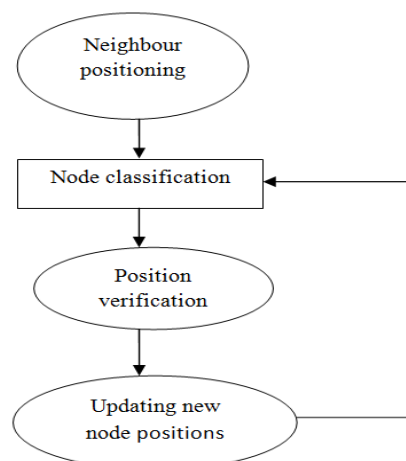 Neighbour
positioning
Node classification
Position
verification
Updating new
node positions